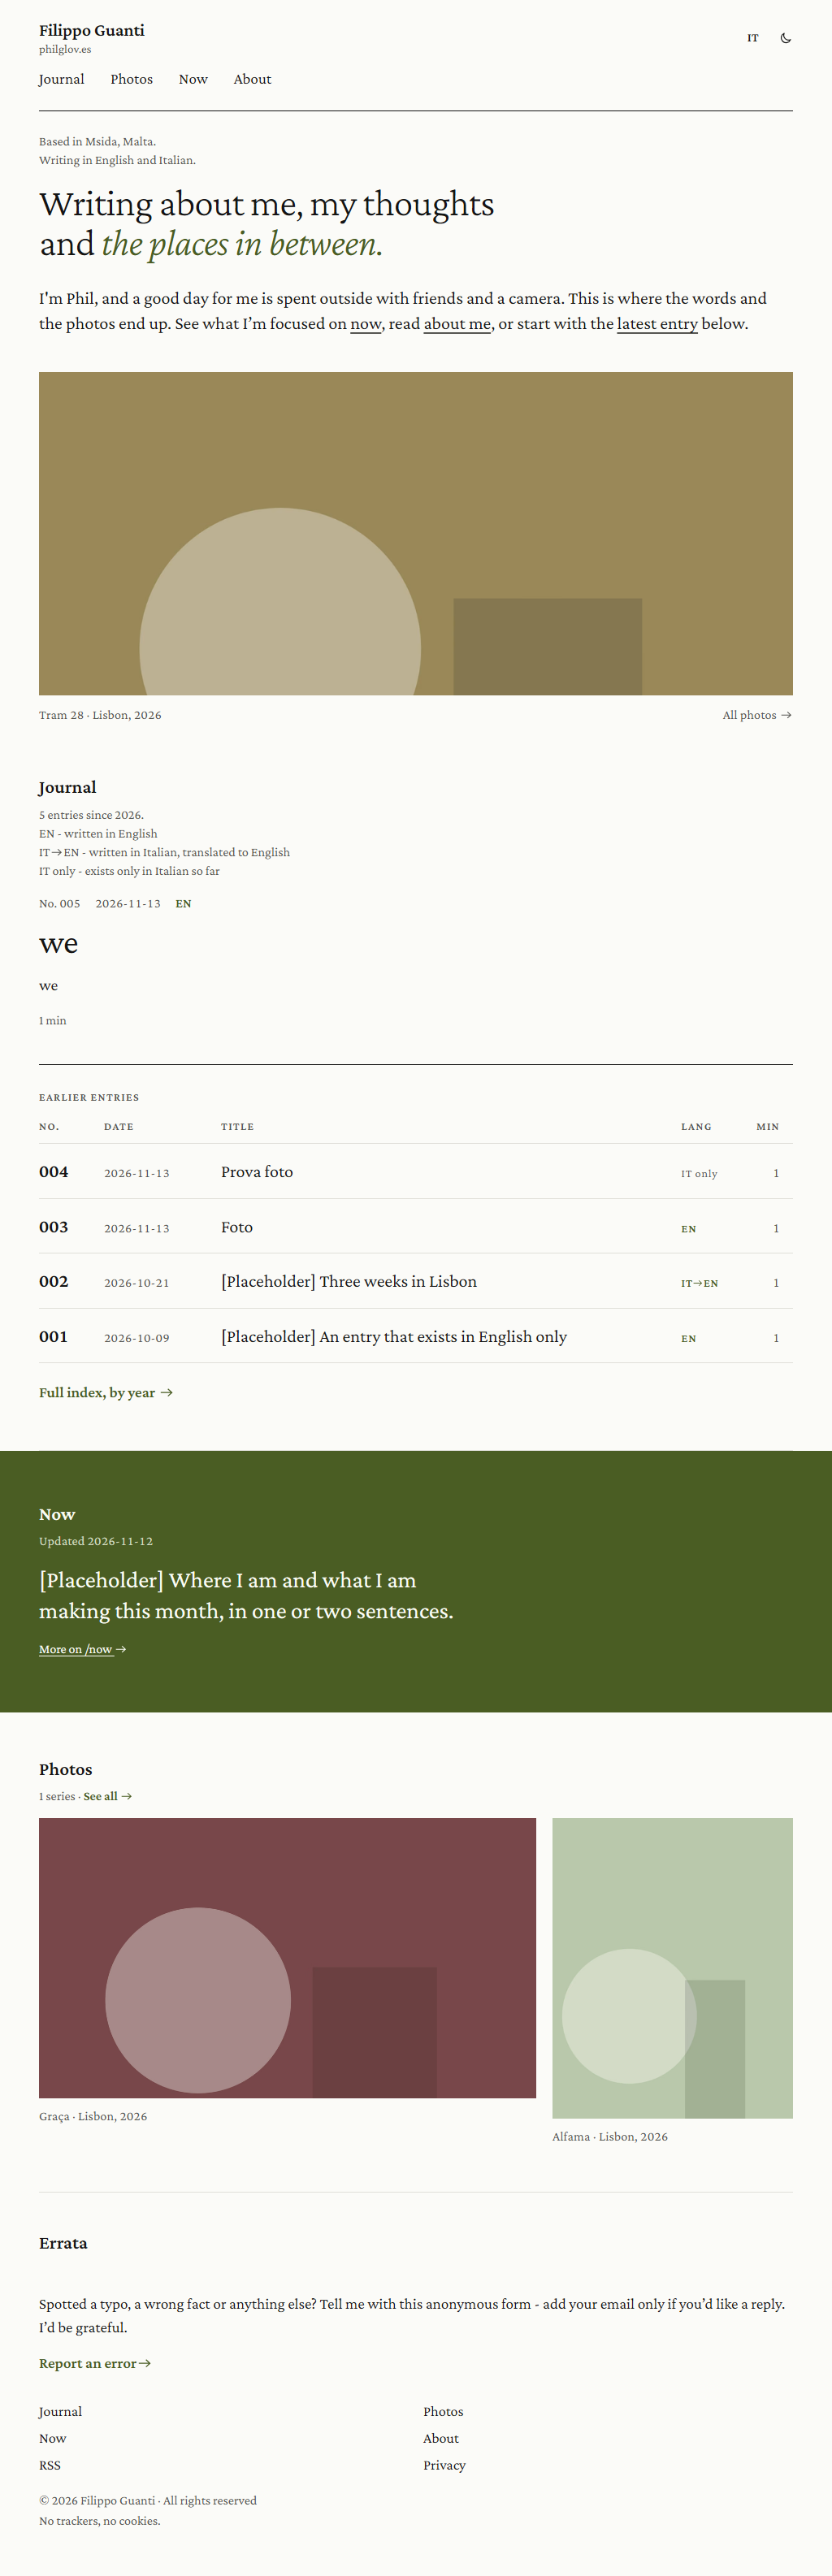 Filippo Guanti
philglov.es
IT
Journal Photos Now About
Based in Msida, Malta.
Writing in English and Italian.
Writing about me, my thoughts
and the places in between.
I'm Phil, and a good day for me is spent outside with friends and a camera. This is where the words and
the photos end up. See what I’m focused on now, read about me, or start with the latest entry below.
Tram 28 · Lisbon, 2026
All photos →
Journal
5 entries since 2026.
EN - written in English
IT→EN - written in Italian, translated to English
IT only - exists only in Italian so far
No. 005 2026-11-13 EN
we
we
1 min
EARLIER ENTRIES
NO. DATE TITLE LANG MIN
004 2026-11-13 Prova foto IT only 1
003 2026-11-13 Foto EN 1
002 2026-10-21 [Placeholder] Three weeks in Lisbon IT→EN 1
001 2026-10-09 [Placeholder] An entry that exists in English only EN 1
Full index, by year →
Now
Updated 2026-11-12
[Placeholder] Where I am and what I am
making this month, in one or two sentences.
More on /now →
Photos
1 series · See all →
Graça · Lisbon, 2026
Alfama · Lisbon, 2026
Errata
Spotted a typo, a wrong fact or anything else? Tell me with this anonymous form - add your email only if you’d like a reply.
I’d be grateful.
Report an error→
Journal Photos
Now About
RSS Privacy
© 2026 Filippo Guanti · All rights reserved
No trackers, no cookies.